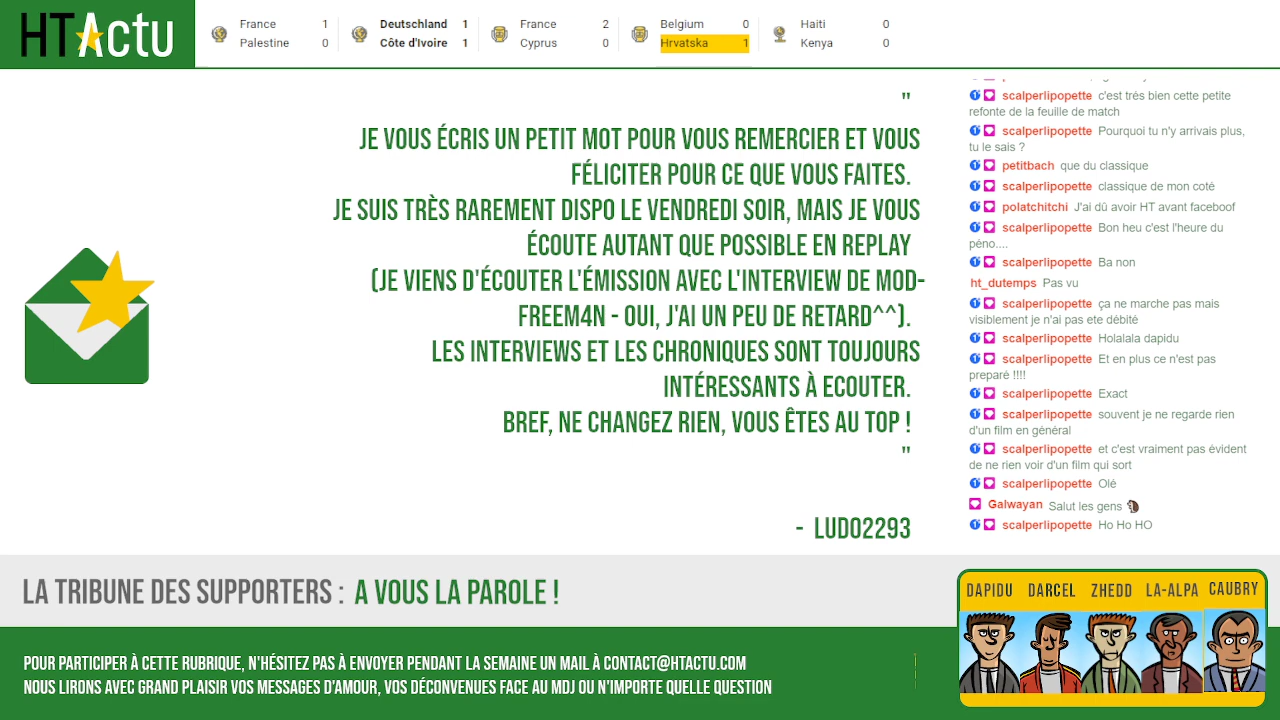 HT Actu
France 1
Palestine 0
Deutschland 1
Côte d'Ivoire 1
France 2
Cyprus 0
Belgium 0
Hrvatska 1
Haiti 0
Kenya 0
"
JE VOUS ÉCRIS UN PETIT MOT POUR VOUS REMERCIER ET VOUS
FÉLICITER POUR CE QUE VOUS FAITES.
JE SUIS TRÈS RAREMENT DISPO LE VENDREDI SOIR, MAIS JE VOUS
ÉCOUTE AUTANT QUE POSSIBLE EN REPLAY
(JE VIENS D'ÉCOUTER L'ÉMISSION AVEC L'INTERVIEW DE MOD-
FREEM4N - OUI, J'AI UN PEU DE RETARD^^).
LES INTERVIEWS ET LES CHRONIQUES SONT TOUJOURS
INTÉRESSANTS À ECOUTER.
BREF, NE CHANGEZ RIEN, VOUS ÊTES AU TOP !
"
- LUDO2293
scalperlipopette c'est trés bien cette petite
refonte de la feuille de match
scalperlipopette Pourquoi tu n'y arrivais plus,
tu le sais ?
petitbach que du classique
scalperlipopette classique de mon coté
polatchitchi J'ai dû avoir HT avant faceboof
scalperlipopette Bon heu c'est l'heure du
péno....
scalperlipopette Ba non
ht_dutemps Pas vu
scalperlipopette ça ne marche pas mais
visiblement je n'ai pas ete débité
scalperlipopette Holalala dapidu
scalperlipopette Et en plus ce n'est pas
preparé !!!!
scalperlipopette Exact
scalperlipopette souvent je ne regarde rien
d'un film en général
scalperlipopette et c'est vraiment pas évident
de ne rien voir d'un film qui sort
scalperlipopette Olé
Galwayan Salut les gens
scalperlipopette Ho Ho HO
LA TRIBUNE DES SUPPORTERS : A VOUS LA PAROLE !
DAPIDU DARCEL ZHEDD LA-ALPA CAUBRY
POUR PARTICIPER À CETTE RUBRIQUE, N'HÉSITEZ PAS À ENVOYER PENDANT LA SEMAINE UN MAIL À CONTACT@HTACTU.COM
NOUS LIRONS AVEC GRAND PLAISIR VOS MESSAGES D'AMOUR, VOS DÉCONVENUES FACE AU MDJ OU N'IMPORTE QUELLE QUESTION